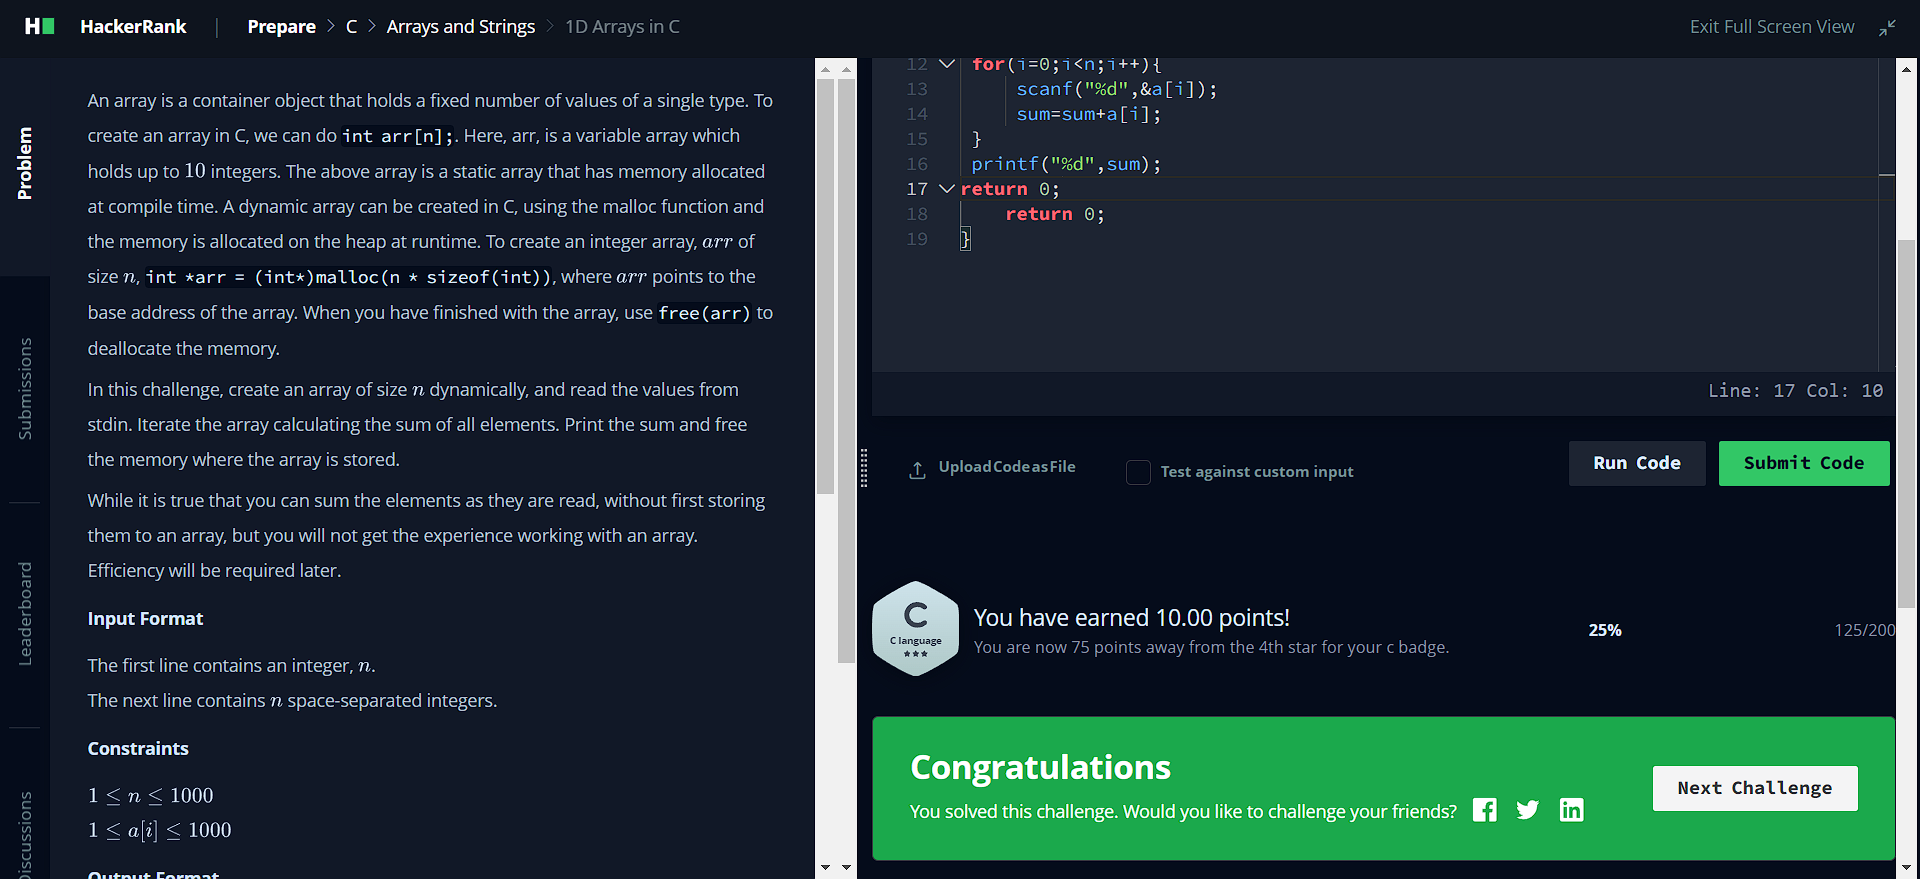 H HackerRank | Prepare > C > Arrays and Strings > 1D Arrays in C
Exit Full Screen View
Problem
Submissions
Leaderboard
Discussions
An array is a container object that holds a fixed number of values of a single type. To
create an array in C, we can do int arr[n];. Here, arr, is a variable array which
holds up to 10 integers. The above array is a static array that has memory allocated
at compile time. A dynamic array can be created in C, using the malloc function and
the memory is allocated on the heap at runtime. To create an integer array, arr of
size n, int *arr = (int*)malloc(n * sizeof(int)), where arr points to the
base address of the array. When you have finished with the array, use free(arr) to
deallocate the memory.
In this challenge, create an array of size n dynamically, and read the values from
stdin. Iterate the array calculating the sum of all elements. Print the sum and free
the memory where the array is stored.
While it is true that you can sum the elements as they are read, without first storing
them to an array, but you will not get the experience working with an array.
Efficiency will be required later.
Input Format
The first line contains an integer, n.
The next line contains n space-separated integers.
Constraints
1 ≤ n ≤ 1000
1 ≤ a[i] ≤ 1000
Output Format
12 for(i=0;i<n;i++){
13 scanf("%d",&a[i]);
14 sum=sum+a[i];
15 }
16 printf("%d",sum);
17 return 0;
18 return 0;
19 }
Line: 17 Col: 10
Upload Code as File
Test against custom input
Run Code
Submit Code
C
C language
You have earned 10.00 points!
You are now 75 points away from the 4th star for your c badge.
25%
125/200
Congratulations
You solved this challenge. Would you like to challenge your friends?
Next Challenge